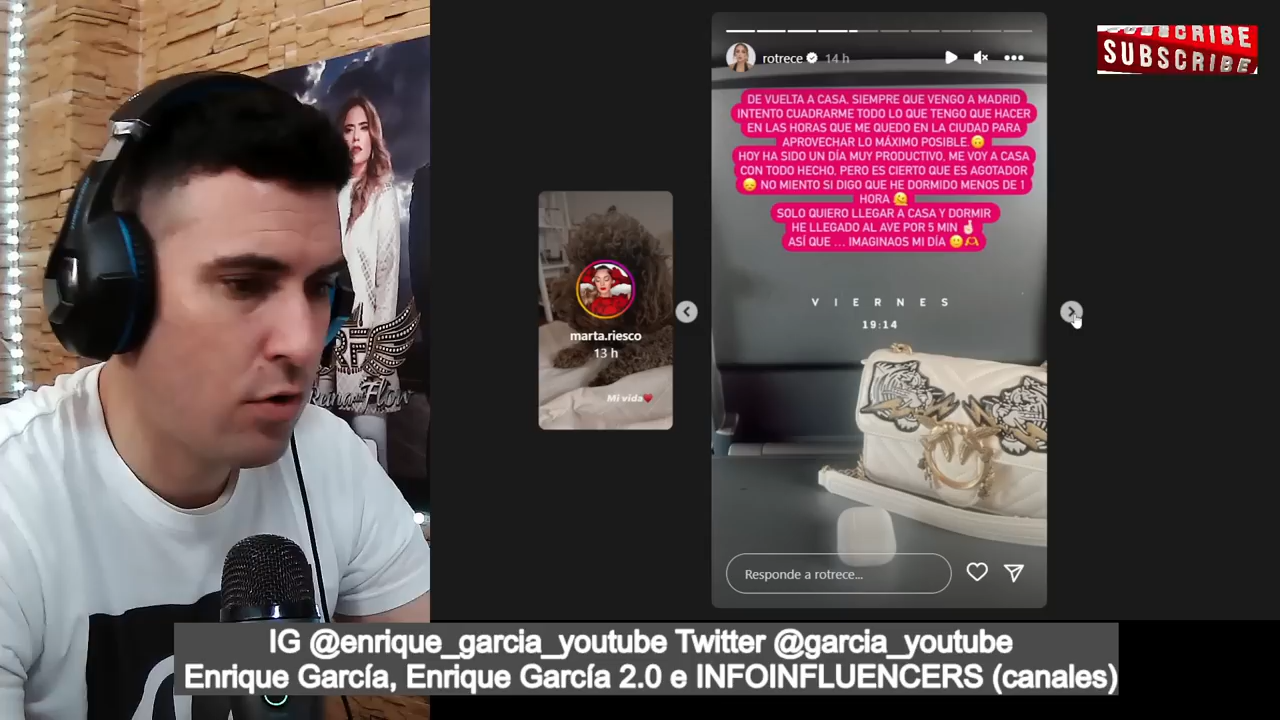 SUBSCRIBE
SUBSCRIBE
rotrece 14 h
DE VUELTA A CASA. SIEMPRE QUE VENGO A MADRID
INTENTO CUADRARME TODO LO QUE TENGO QUE HACER
EN LAS HORAS QUE ME QUEDO EN LA CIUDAD PARA
APROVECHAR LO MÁXIMO POSIBLE 🙂
HOY HA SIDO UN DÍA MUY PRODUCTIVO, ME VOY A CASA
CON TODO HECHO, PERO ES CIERTO QUE ES AGOTADOR
😞 NO MIENTO SI DIGO QUE HE DORMIDO MENOS DE 1
HORA 🫠
SOLO QUIERO LLEGAR A CASA Y DORMIR
HE LLEGADO AL AVE POR 5 MIN ☝🏻
ASÍ QUE ... IMAGINAOS MI DÍA 🥲🫶
VIERNES
19:14
marta.riesco
13 h
Mi vida❤
Responde a rotrece...
RF
Reina de Flow
IG @enrique_garcia_youtube Twitter @garcia_youtube
Enrique García, Enrique García 2.0 e INFOINFLUENCERS (canales)